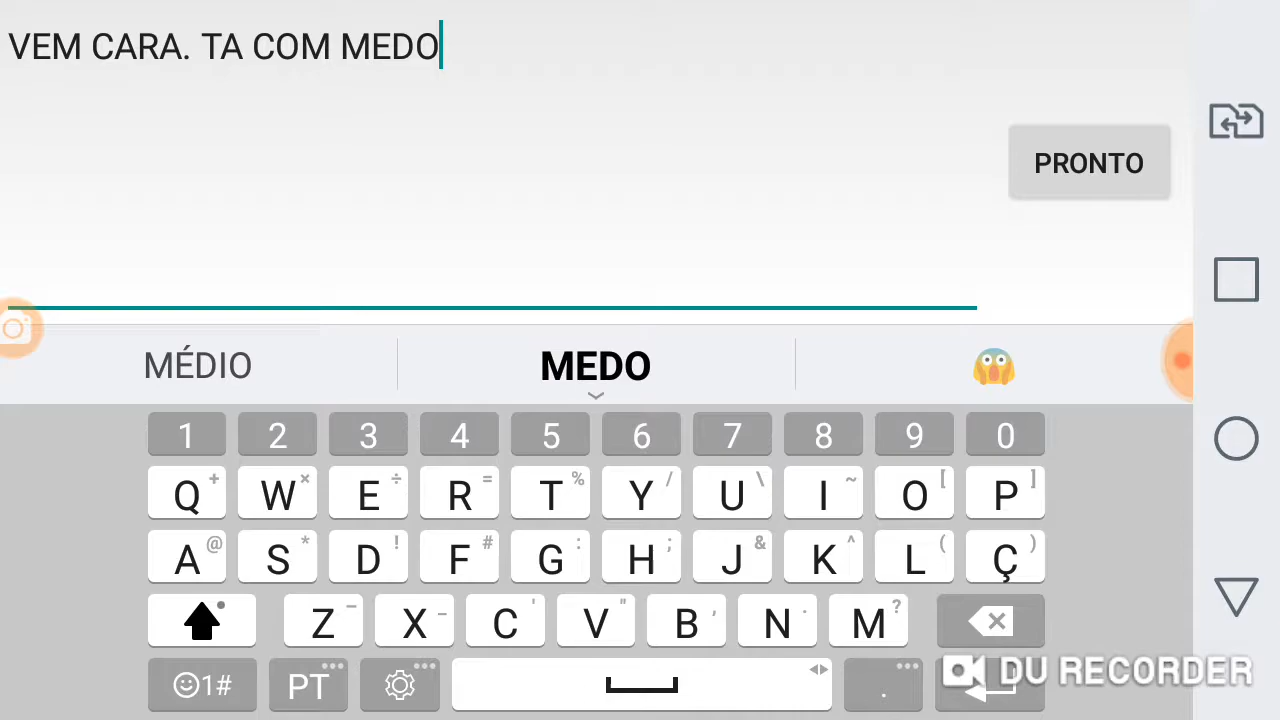 VEM CARA. TA COM MEDO
PRONTO
MÉDIO MEDO
1 2 3 4 5 6 7 8 9 0
Q + W × E ÷ R = T % Y / U \ I ~ O [ P ]
A @ S * D ! F # G : H ; J & K ^ L ( Ç )
Z – X _ C ' V " B , N . M ?
1# PT .
DU RECORDER